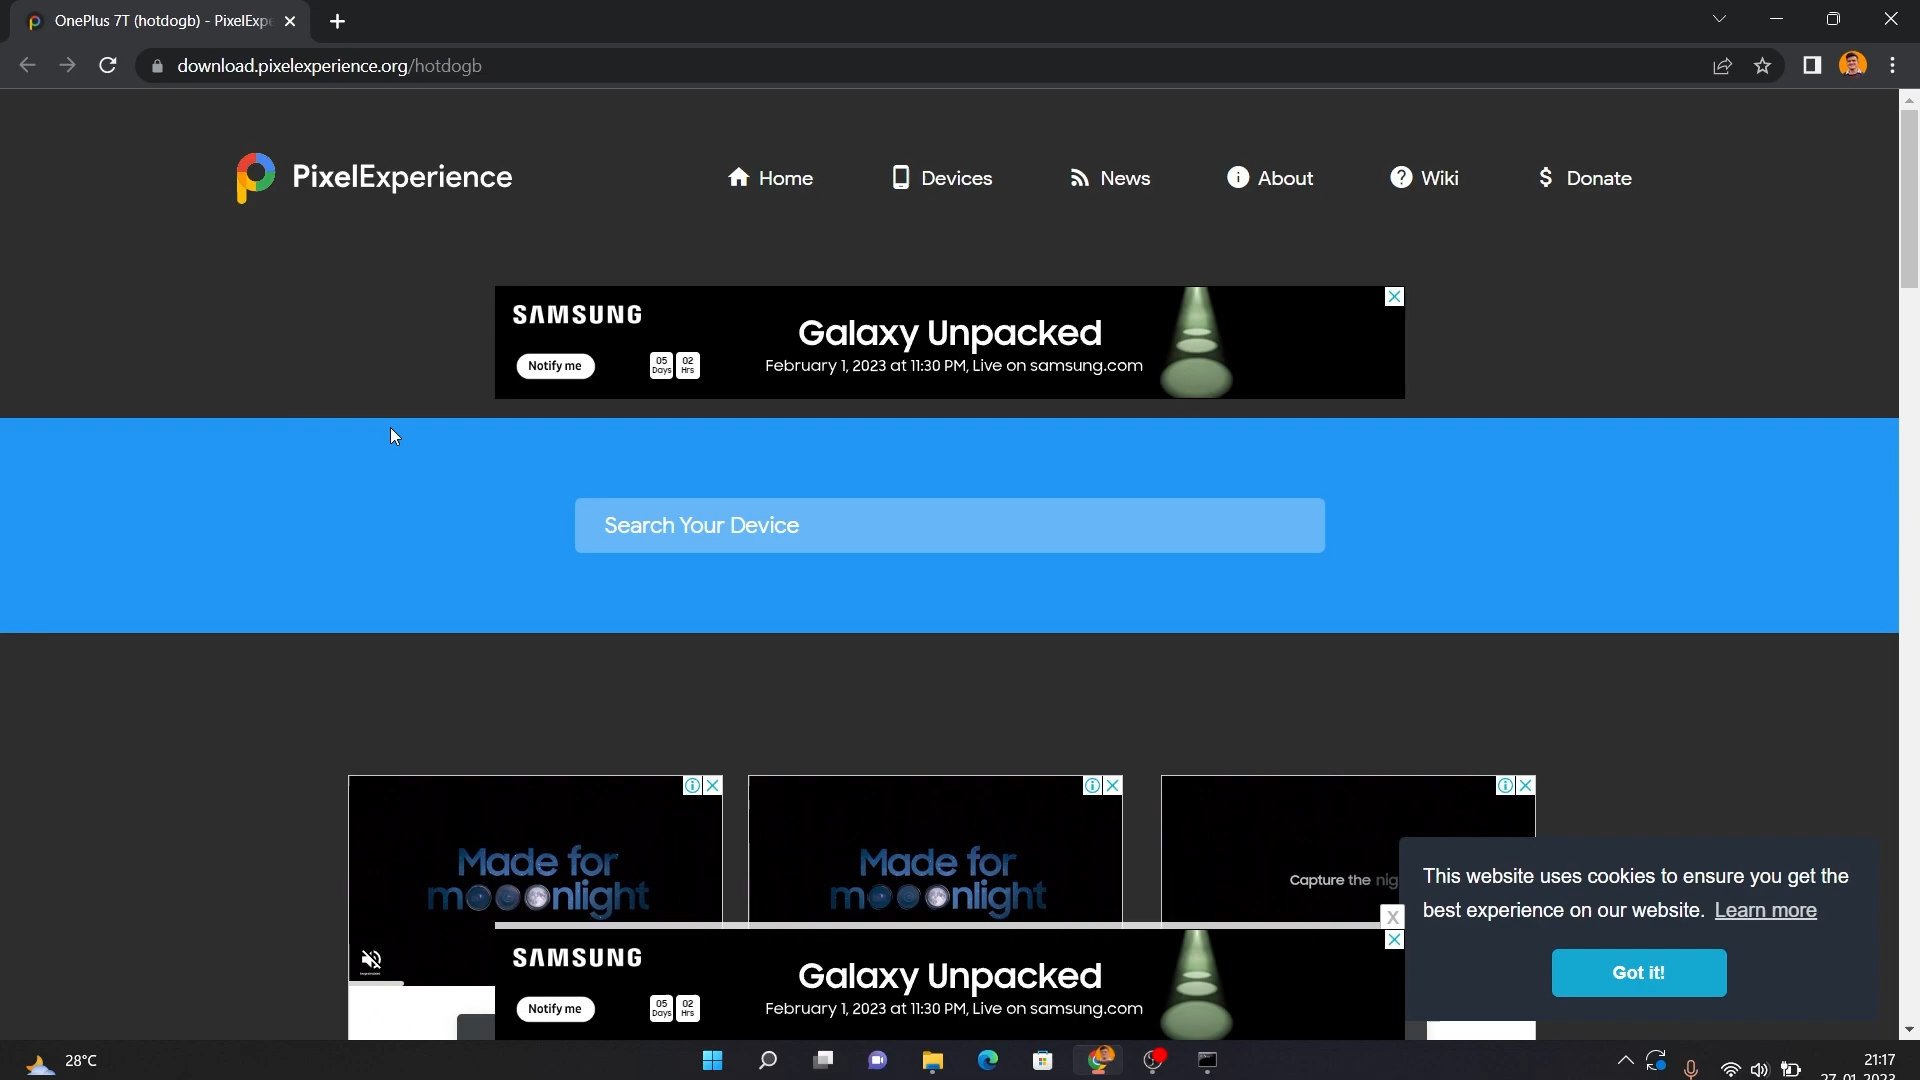 OnePlus 7T (hotdogb) - PixelExpe
download.pixelexperience.org/hotdogb
PixelExperience
Home
Devices
News
About
Wiki
Donate
SAMSUNG
Notify me
05 Days
02 Hrs
Galaxy Unpacked
February 1, 2023 at 11:30 PM, Live on samsung.com
Search Your Device
Made for
moonlight
Made for
moonlight
Capture the nig
This website uses cookies to ensure you get the
best experience on our website. Learn more
Got it!
X
SAMSUNG
Notify me
05 Days
02 Hrs
Galaxy Unpacked
February 1, 2023 at 11:30 PM, Live on samsung.com
28°C
21:17
27-01-2023